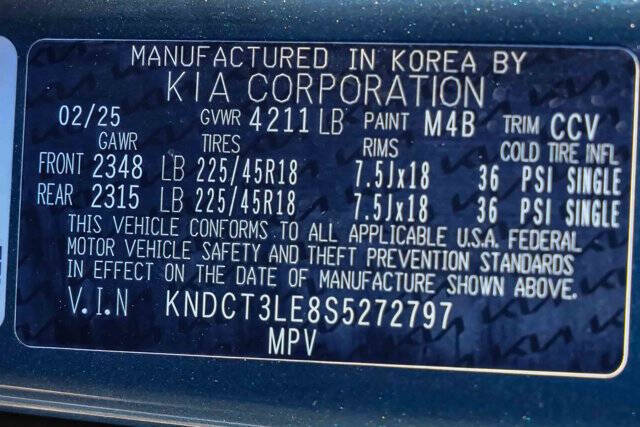 MANUFACTURED IN KOREA BY
KIA CORPORATION
02/25 GVWR 4211 LB PAINT M4B TRIM CCV
GAWR TIRES RIMS COLD TIRE INFL
FRONT 2348 LB 225/45R18 7.5Jx18 36 PSI SINGLE
REAR 2315 LB 225/45R18 7.5Jx18 36 PSI SINGLE
THIS VEHICLE CONFORMS TO ALL APPLICABLE U.S.A. FEDERAL
MOTOR VEHICLE SAFETY AND THEFT PREVENTION STANDARDS
IN EFFECT ON THE DATE OF MANUFACTURE SHOWN ABOVE.
V.I.N KNDCT3LE8S5272797
MPV